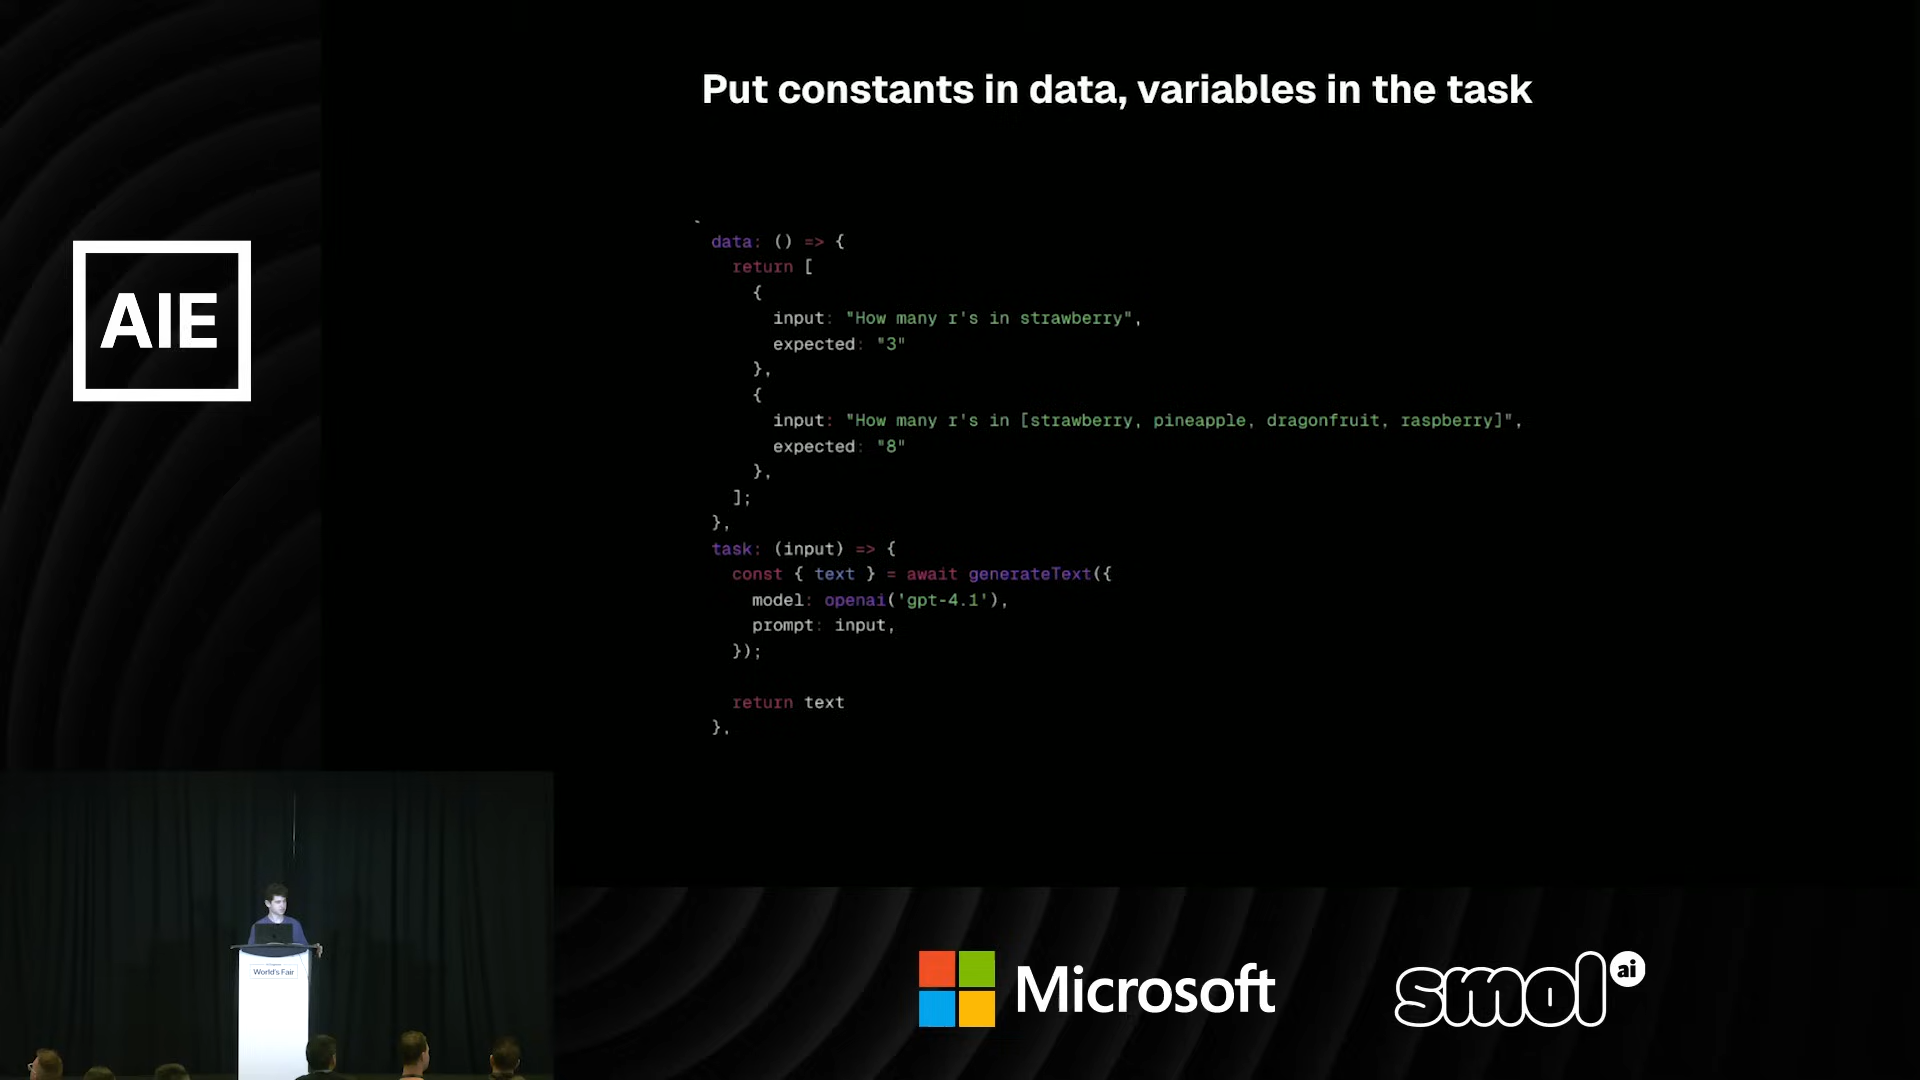 Put constants in data, variables in the task
AIE
data: () => {
return [
{
input: "How many r's in strawberry",
expected: "3"
},
{
input: "How many r's in [strawberry, pineapple, dragonfruit, raspberry]",
expected: "8"
},
];
},
task: (input) => {
const { text } = await generateText({
model: openai('gpt-4.1'),
prompt: input,
});
return text
},
World's Fair
Microsoft
smol ai